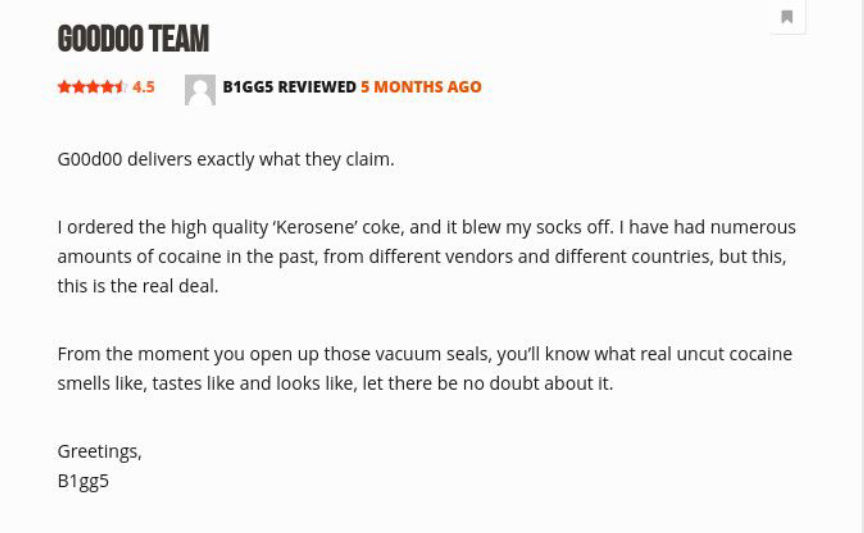 GOODOO TEAM
4.5 B1GG5 REVIEWED 5 MONTHS AGO
G00d00 delivers exactly what they claim.
I ordered the high quality ‘Kerosene’ coke, and it blew my socks off. I have had numerous
amounts of cocaine in the past, from different vendors and different countries, but this,
this is the real deal.
From the moment you open up those vacuum seals, you’ll know what real uncut cocaine
smells like, tastes like and looks like, let there be no doubt about it.
Greetings,
B1gg5